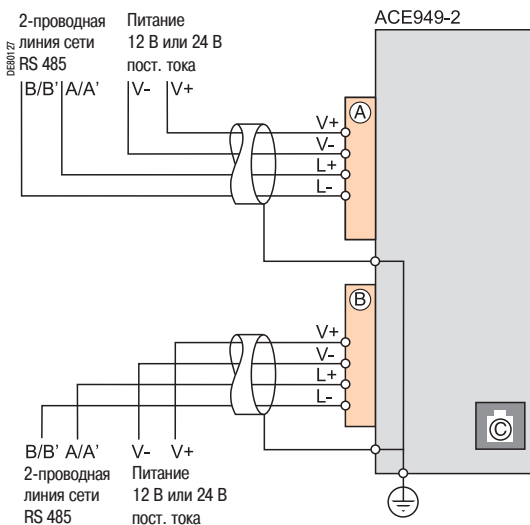 ACE949-2
2-проводная
линия сети
RS 485
Питание
12 В или 24 В
пост. тока
DE80127
B/B’ A/A’ V- V+
A
V+
V-
L+
L-
B
V+
V-
L+
L-
C
B/B’ A/A’ V- V+
2-проводная
линия сети
RS 485
Питание
12 В или 24 В
пост. тока